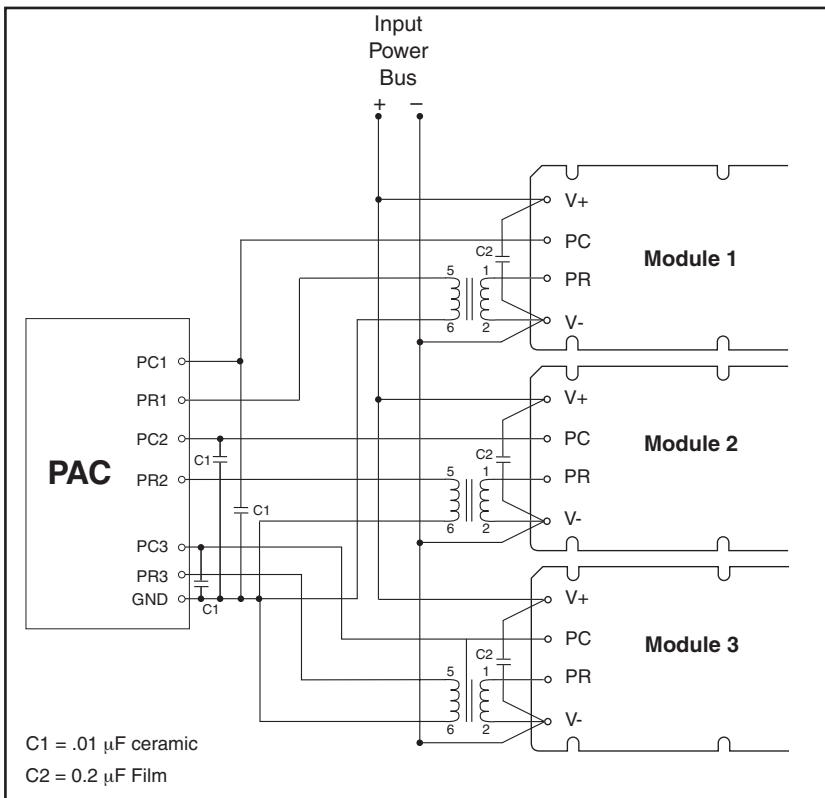 Input
Power
Bus
+ −
V+
PC
PR
V-
Module 1
C2
5 1
6 2
V+
PC
PR
V-
Module 2
C2
5 1
6 2
V+
PC
PR
V-
Module 3
C2
5 1
6 2
PAC
PC1
PR1
PC2
PR2
PC3
PR3
GND
C1
C1
C1
C1 = .01 μF ceramic
C2 = 0.2 μF Film